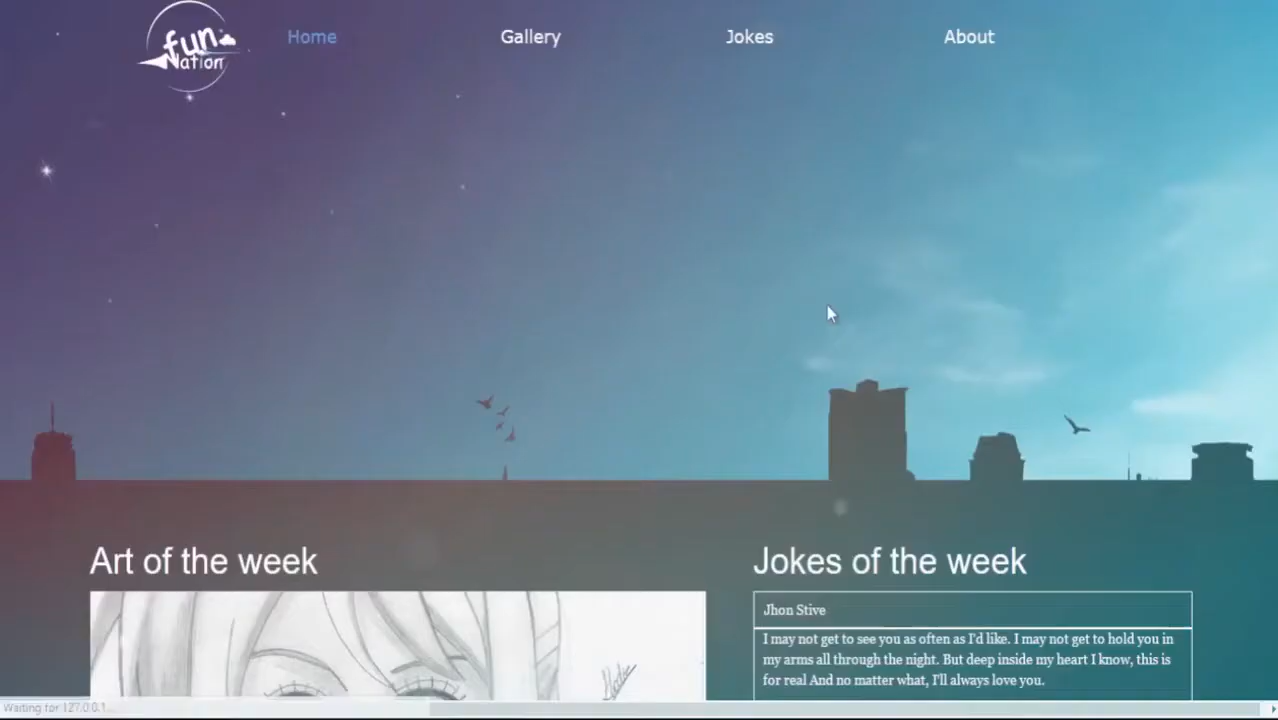 fun
Nation
Home
Gallery
Jokes
About
Art of the week
Jokes of the week
Jhon Stive
I may not get to see you as often as I'd like. I may not get to hold you in
my arms all through the night. But deep inside my heart I know, this is
for real And no matter what, I'll always love you.
Waiting for 127.0.0.1...